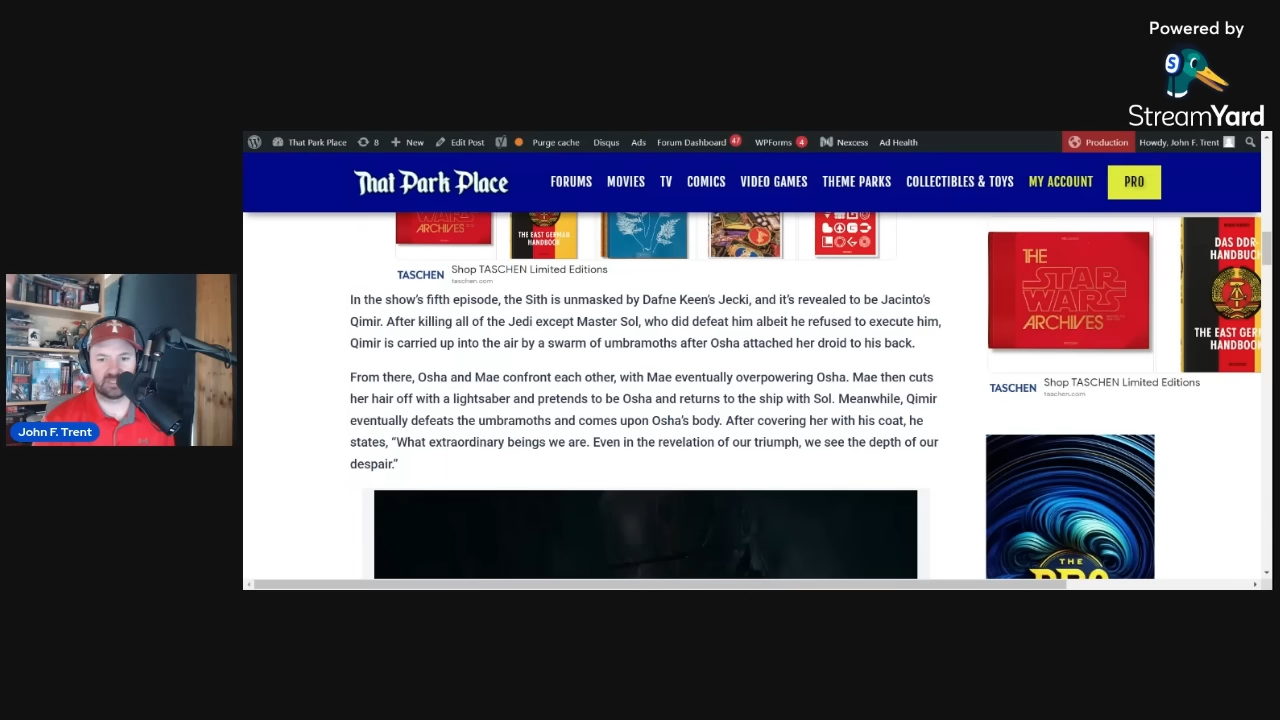 Powered by
S
StreamYard
That Park Place 8 New Edit Post Purge cache Disqus Ads Forum Dashboard 47 WPForms 4 Nexcess Ad Health Production Howdy, John F. Trent
That Park Place FORUMS MOVIES TV COMICS VIDEO GAMES THEME PARKS COLLECTIBLES & TOYS MY ACCOUNT PRO
WARS
ARCHIVES
THE EAST GERMAN
HANDBOOK
TASCHEN Shop TASCHEN Limited Editions
taschen.com
In the show’s fifth episode, the Sith is unmasked by Dafne Keen’s Jecki, and it’s revealed to be Jacinto’s
Qimir. After killing all of the Jedi except Master Sol, who did defeat him albeit he refused to execute him,
Qimir is carried up into the air by a swarm of umbramoths after Osha attached her droid to his back.
From there, Osha and Mae confront each other, with Mae eventually overpowering Osha. Mae then cuts
her hair off with a lightsaber and pretends to be Osha and returns to the ship with Sol. Meanwhile, Qimir
eventually defeats the umbramoths and comes upon Osha’s body. After covering her with his coat, he
states, “What extraordinary beings we are. Even in the revelation of our triumph, we see the depth of our
despair.”
THE
STAR
WARS
ARCHIVES
DAS DDR
HANDBUCH
THE EAST GER
HANDBOO
TASCHEN Shop TASCHEN Limited Editions
taschen.com
THE
PRO
John F. Trent